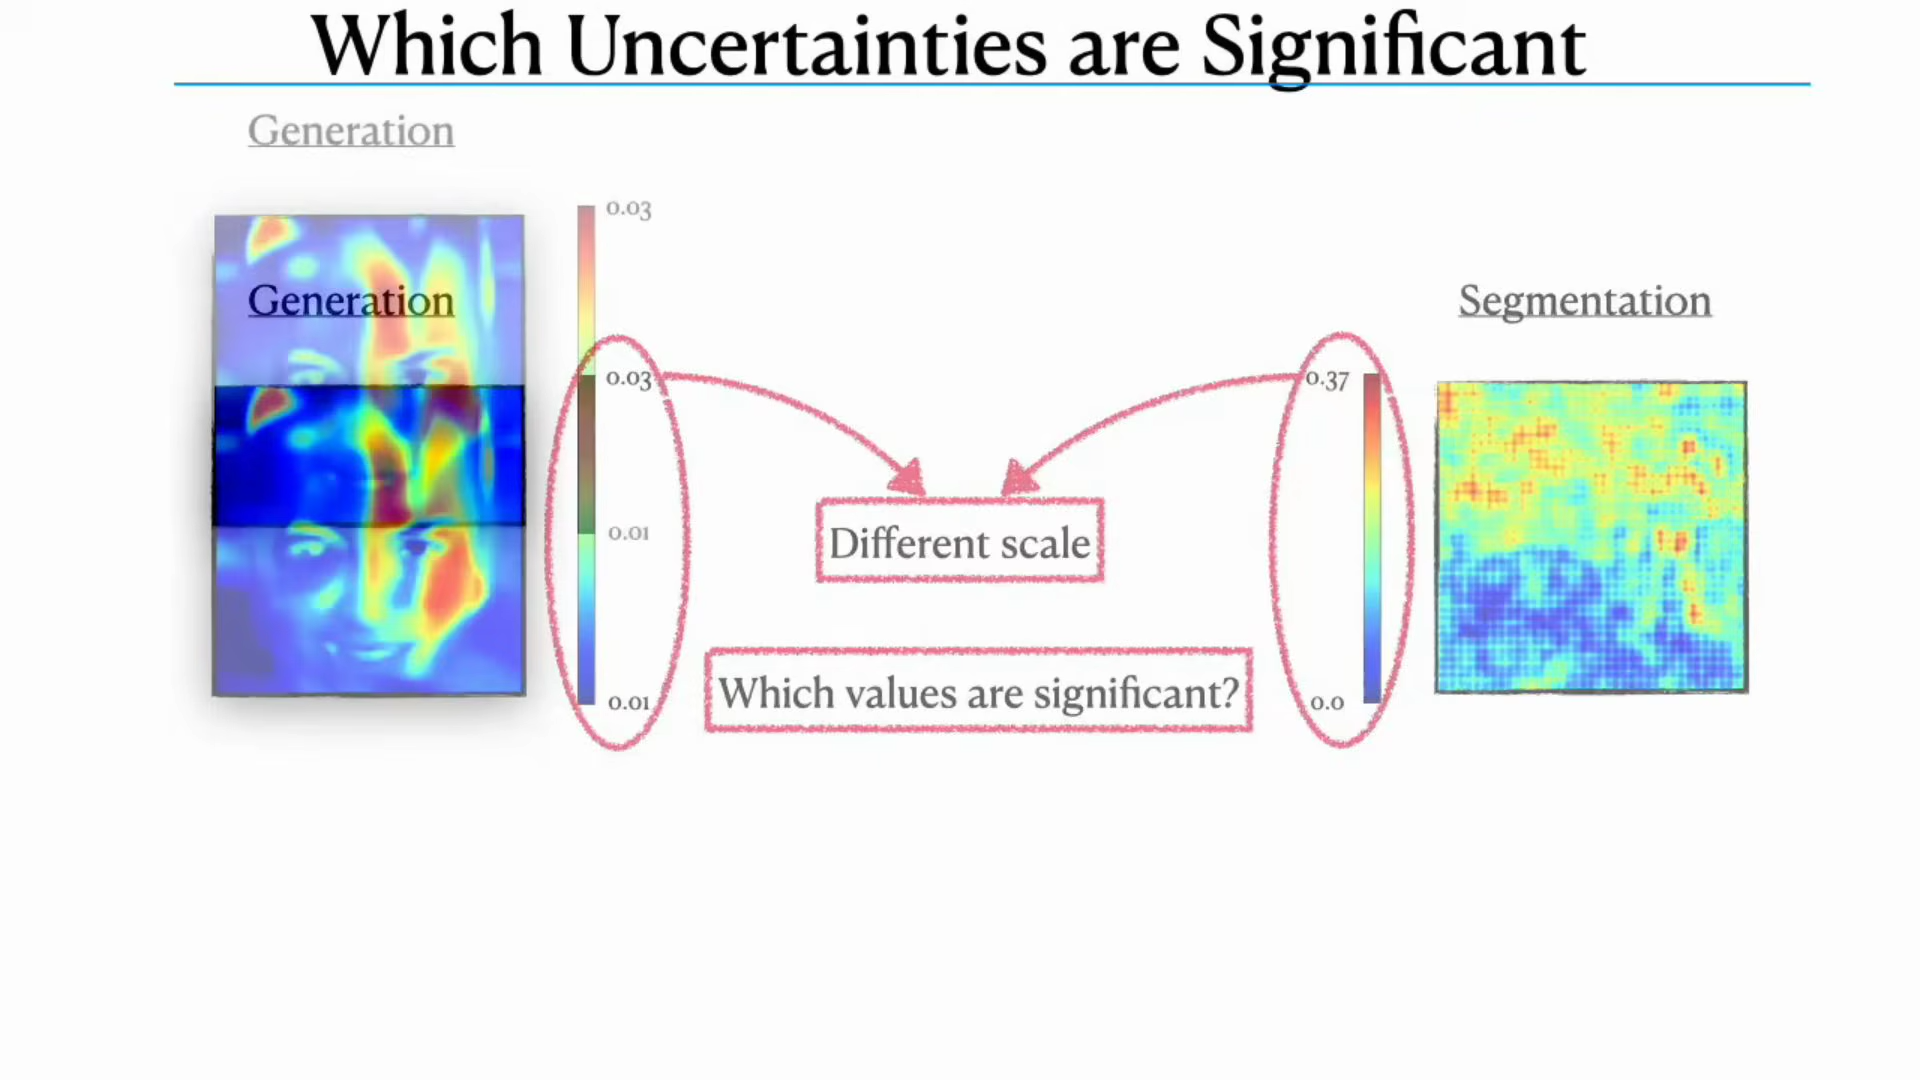 Which Uncertainties are Significant
Generation
0.03
Generation
Segmentation
0.03
0.37
0.01
Different scale
Which values are significant?
0.01
0.0